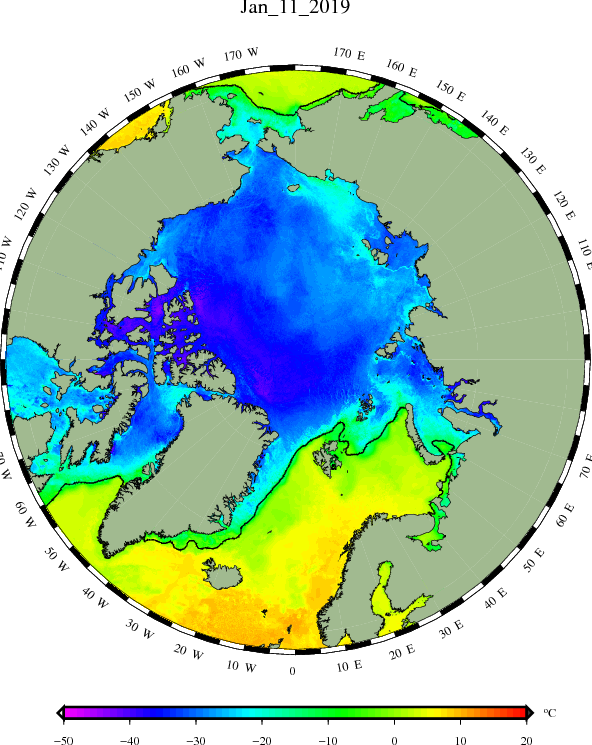 Jan_11_2019
170 W
170 E
160 W
160 E
150 W
150 E
140 W
140 E
130 W
130 E
120 W
120 E
110 E
60 W
70 E
50 W
60 E
40 W
50 E
30 W
40 E
20 W
30 E
10 W
20 E
0
10 E
°C
−50 −40 −30 −20 −10 0 10 20